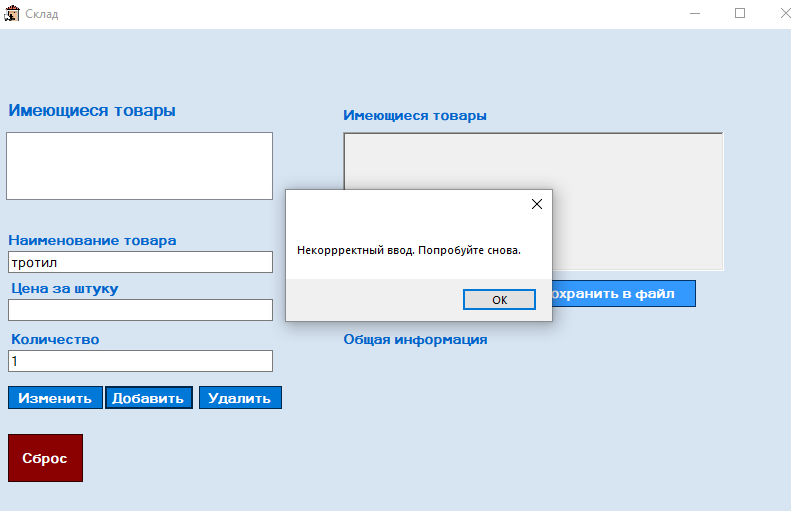 Склад
Имеющиеся товары
Имеющиеся товары
Некоррректный ввод. Попробуйте снова.
OK
Наименование товара
тротил
Цена за штуку
охранить в файл
Количество
Общая информация
1
Изменить
Добавить
Удалить
Сброс